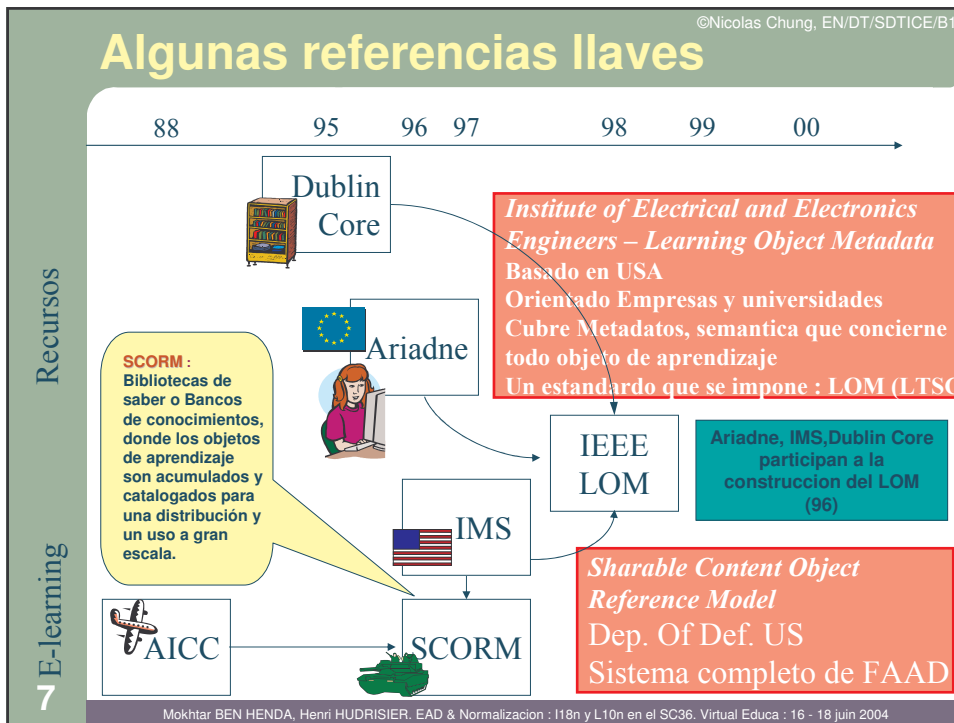 ©Nicolas Chung, EN/DT/SDTICE/B1
Algunas referencias llaves
88 95 96 97 98 99 00
Dublin
Core
Institute of Electrical and Electronics
Engineers – Learning Object Metadata
Basado en USA
Orientado Empresas y universidades
Cubre Metadatos, semantica que concierne
todo objeto de aprendizaje
Un estandardo que se impone : LOM (LTSC
Recursos
Ariadne
SCORM :
Bibliotecas de
saber o Bancos
de conocimientos,
donde los objetos
de aprendizaje
son acumulados y
catalogados para
una distribución y
un uso a gran
escala.
IEEE
LOM
Ariadne, IMS,Dublin Core
participan a la
construccion del LOM
(96)
IMS
E-learning
Sharable Content Object
Reference Model
Dep. Of Def. US
Sistema completo de FAAD
AICC
SCORM
7
Mokhtar BEN HENDA, Henri HUDRISIER. EAD & Normalizacion : I18n y L10n en el SC36. Virtual Educa : 16 - 18 juin 2004